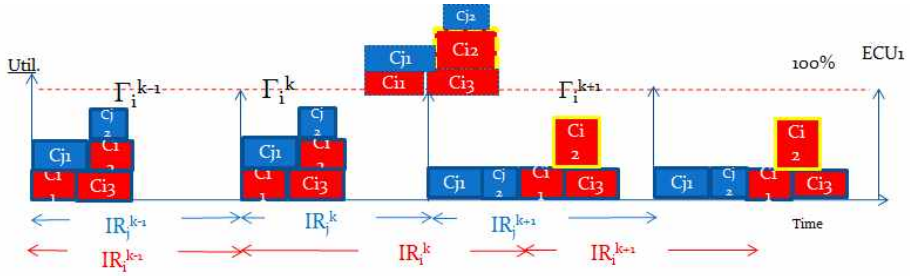 Cj2
Cj1
Ci2
Util.
Ci1
Ci3
100%
ECU1
Γi^k-1
Γi^k
Γi^k+1
Cj2
Cj2
Cj1
Ci2
Cj1
Ci2
Ci2
Ci2
Ci1
Ci3
Ci1
Ci3
Cj1
Cj2
Ci1
Ci3
Cj1
Cj2
Ci1
Ci3
IRj^k-1
IRj^k
IRj^k+1
Time
IRi^k-1
IRi^k
IRi^k+1